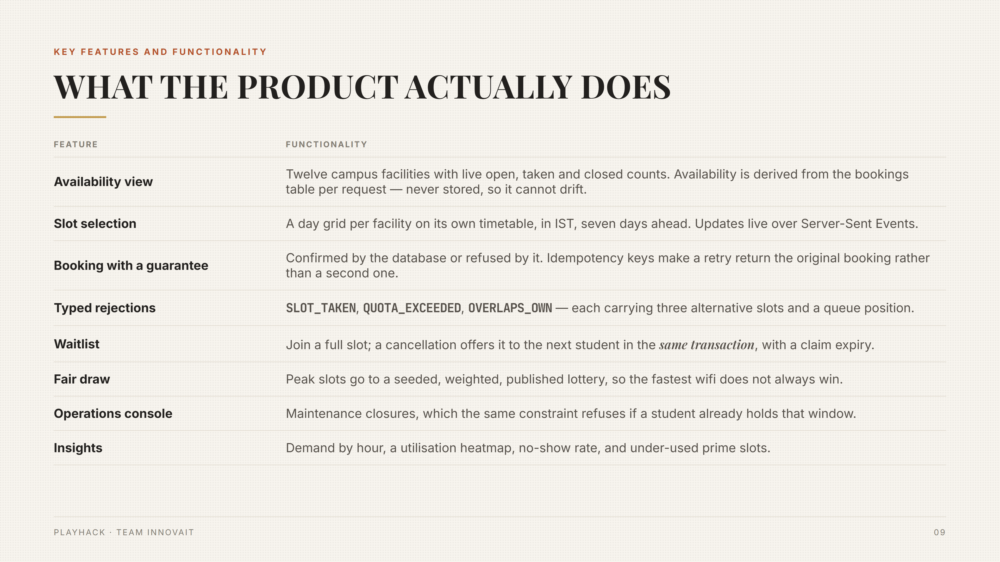 KEY FEATURES AND FUNCTIONALITY
WHAT THE PRODUCT ACTUALLY DOES
FEATURE FUNCTIONALITY
Availability view
Twelve campus facilities with live open, taken and closed counts. Availability is derived from the bookings
table per request — never stored, so it cannot drift.
Slot selection
A day grid per facility on its own timetable, in IST, seven days ahead. Updates live over Server-Sent Events.
Booking with a guarantee
Confirmed by the database or refused by it. Idempotency keys make a retry return the original booking rather
than a second one.
Typed rejections
SLOT_TAKEN, QUOTA_EXCEEDED, OVERLAPS_OWN — each carrying three alternative slots and a queue position.
Waitlist
Join a full slot; a cancellation offers it to the next student in the same transaction, with a claim expiry.
Fair draw
Peak slots go to a seeded, weighted, published lottery, so the fastest wifi does not always win.
Operations console
Maintenance closures, which the same constraint refuses if a student already holds that window.
Insights
Demand by hour, a utilisation heatmap, no-show rate, and under-used prime slots.
PLAYHACK · TEAM INNOVAIT
09